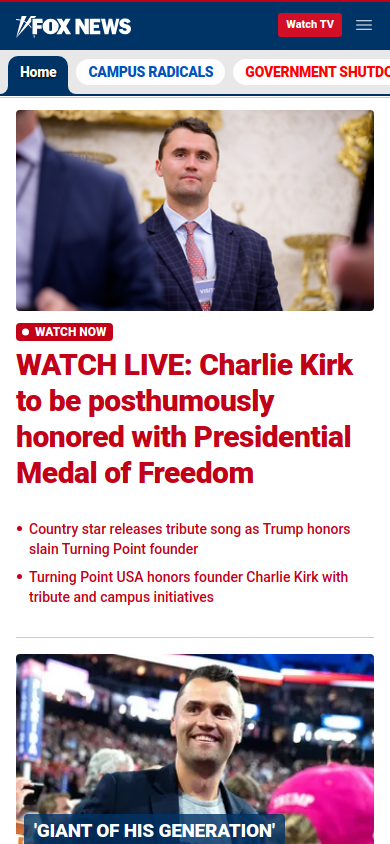 FOX NEWS
Watch TV
Home
CAMPUS RADICALS
GOVERNMENT SHUTDO
VISIT
WATCH NOW
WATCH LIVE: Charlie Kirk
to be posthumously
honored with Presidential
Medal of Freedom
Country star releases tribute song as Trump honors
slain Turning Point founder
Turning Point USA honors founder Charlie Kirk with
tribute and campus initiatives
TRUMP
'GIANT OF HIS GENERATION'